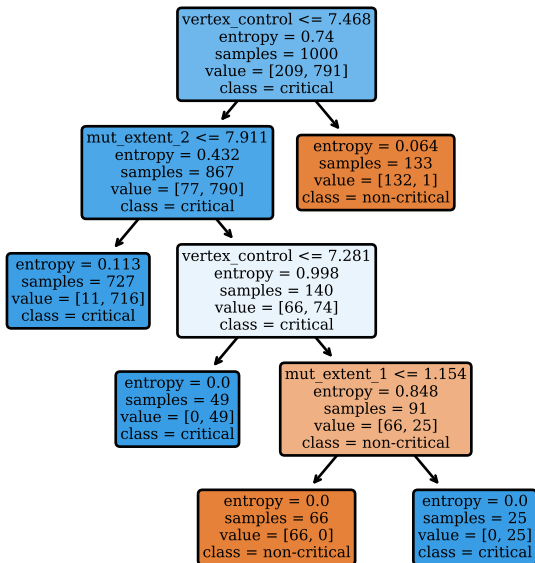 vertex_control <= 7.468
entropy = 0.74
samples = 1000
value = [209, 791]
class = critical
mut_extent_2 <= 7.911
entropy = 0.432
samples = 867
value = [77, 790]
class = critical
entropy = 0.064
samples = 133
value = [132, 1]
class = non-critical
entropy = 0.113
samples = 727
value = [11, 716]
class = critical
vertex_control <= 7.281
entropy = 0.998
samples = 140
value = [66, 74]
class = critical
entropy = 0.0
samples = 49
value = [0, 49]
class = critical
mut_extent_1 <= 1.154
entropy = 0.848
samples = 91
value = [66, 25]
class = non-critical
entropy = 0.0
samples = 66
value = [66, 0]
class = non-critical
entropy = 0.0
samples = 25
value = [0, 25]
class = critical